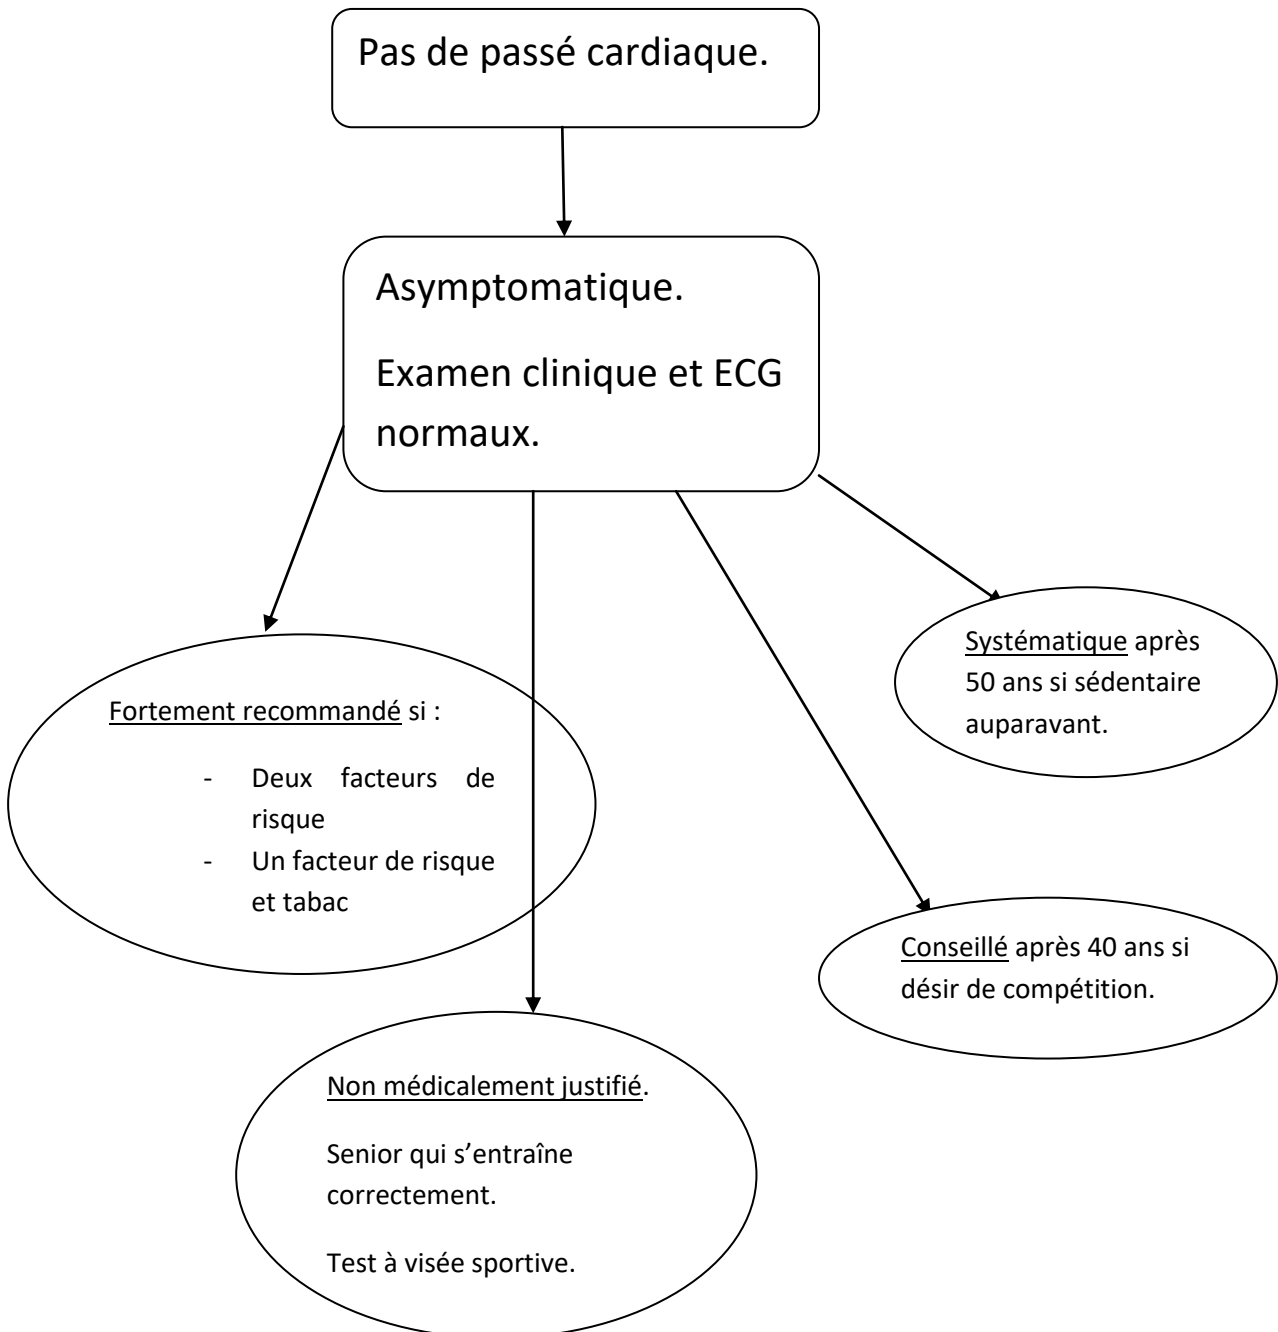 Pas de passé cardiaque.
Asymptomatique.
Examen clinique et ECG
normaux.
Systématique après
50 ans si sédentaire
auparavant.
Fortement recommandé si :
- Deux facteurs de
risque
- Un facteur de risque
et tabac
Conseillé après 40 ans si
désir de compétition.
Non médicalement justifié.
Senior qui s’entraîne
correctement.
Test à visée sportive.